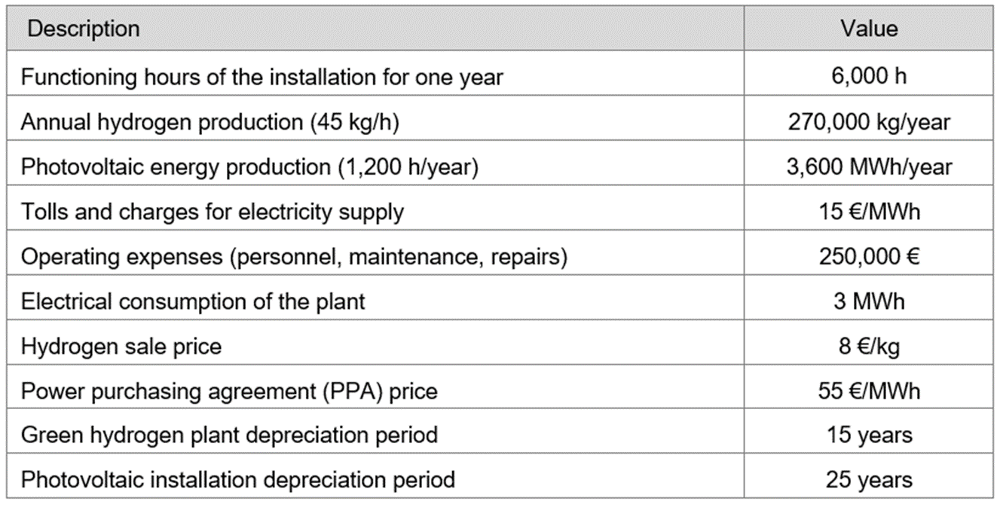 Description Value
Functioning hours of the installation for one year 6,000 h
Annual hydrogen production (45 kg/h) 270,000 kg/year
Photovoltaic energy production (1,200 h/year) 3,600 MWh/year
Tolls and charges for electricity supply 15 €/MWh
Operating expenses (personnel, maintenance, repairs) 250,000 €
Electrical consumption of the plant 3 MWh
Hydrogen sale price 8 €/kg
Power purchasing agreement (PPA) price 55 €/MWh
Green hydrogen plant depreciation period 15 years
Photovoltaic installation depreciation period 25 years